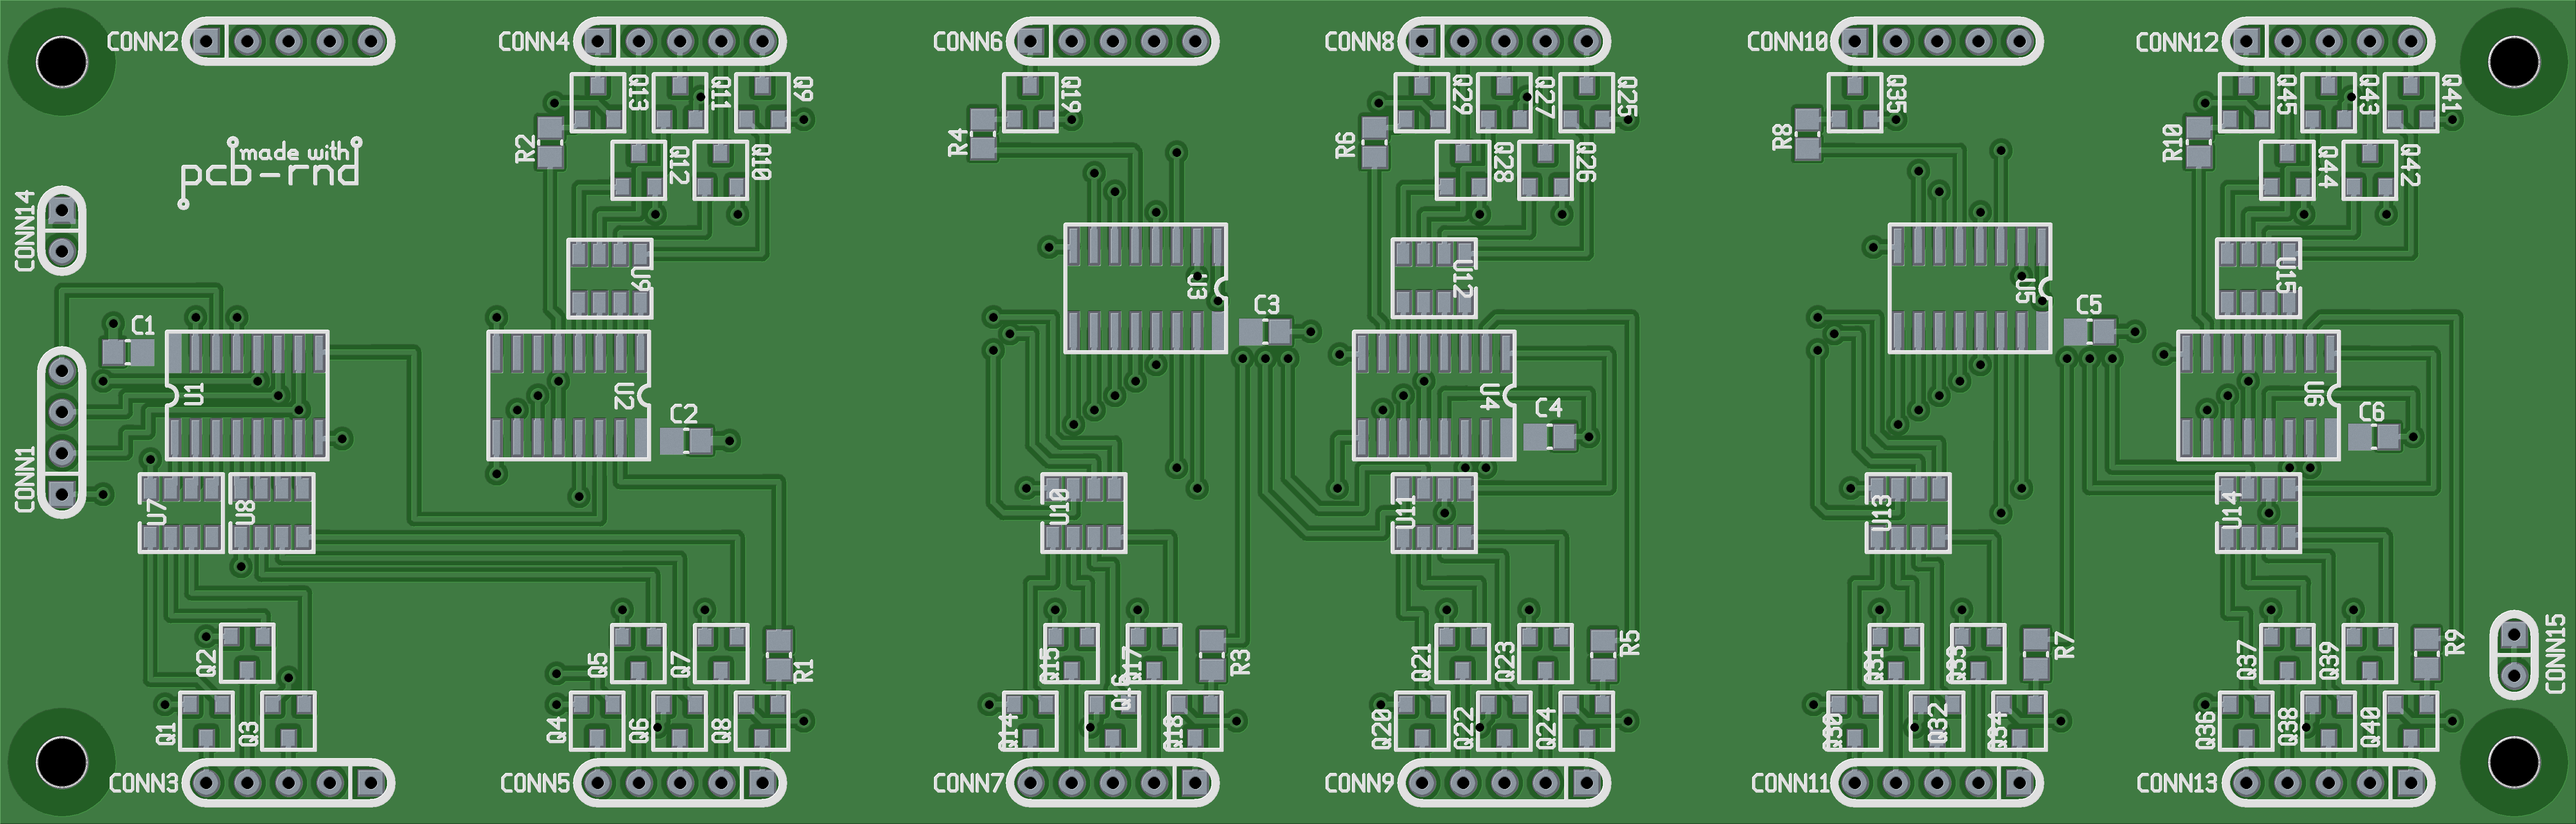 CONN2 CONN4 CONN6 CONN8 CONN10 CONN12
Q13 Q11 Q9 Q19 Q29 Q27 Q25 Q35 Q45 Q43 Q41
R2 R4 R6 R8 R10
made with
pcb-rnd
Q12 Q10 Q28 Q26 Q44 Q42
CONN14
U9 U3 U12 U5 U15
C1 C3 C5
U1 U2 U4 U6
C2 C4 C6
CONN1
U7 U8 U10 U11 U13 U14
Q2 Q5 Q7 R1 Q15 Q17 R3 Q21 Q23 R5 Q31 Q33 R7 Q37 Q39 R9
CONN15
Q1 Q3 Q4 Q6 Q8 Q14 Q16 Q18 Q20 Q22 Q24 Q30 Q32 Q34 Q36 Q38 Q40
CONN3 CONN5 CONN7 CONN9 CONN11 CONN13